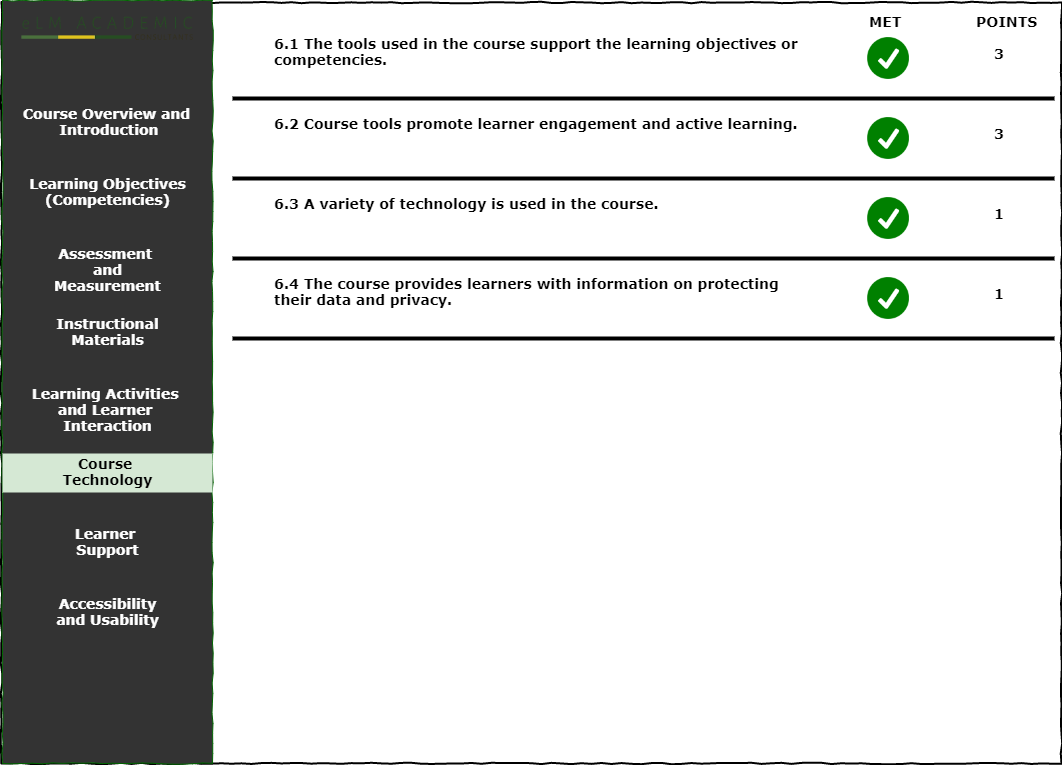 eLM ACADEMIC
Course Overview and
Introduction
Learning Objectives
(Competencies)
Assessment
and
Measurement
Instructional
Materials
Learning Activities
and Learner
Interaction
Course
Technology
Learner
Support
Accessibility
and Usability
MET POINTS
6.1 The tools used in the course support the learning objectives or
competencies.
3
6.2 Course tools promote learner engagement and active learning.
3
6.3 A variety of technology is used in the course.
1
6.4 The course provides learners with information on protecting
their data and privacy.
1